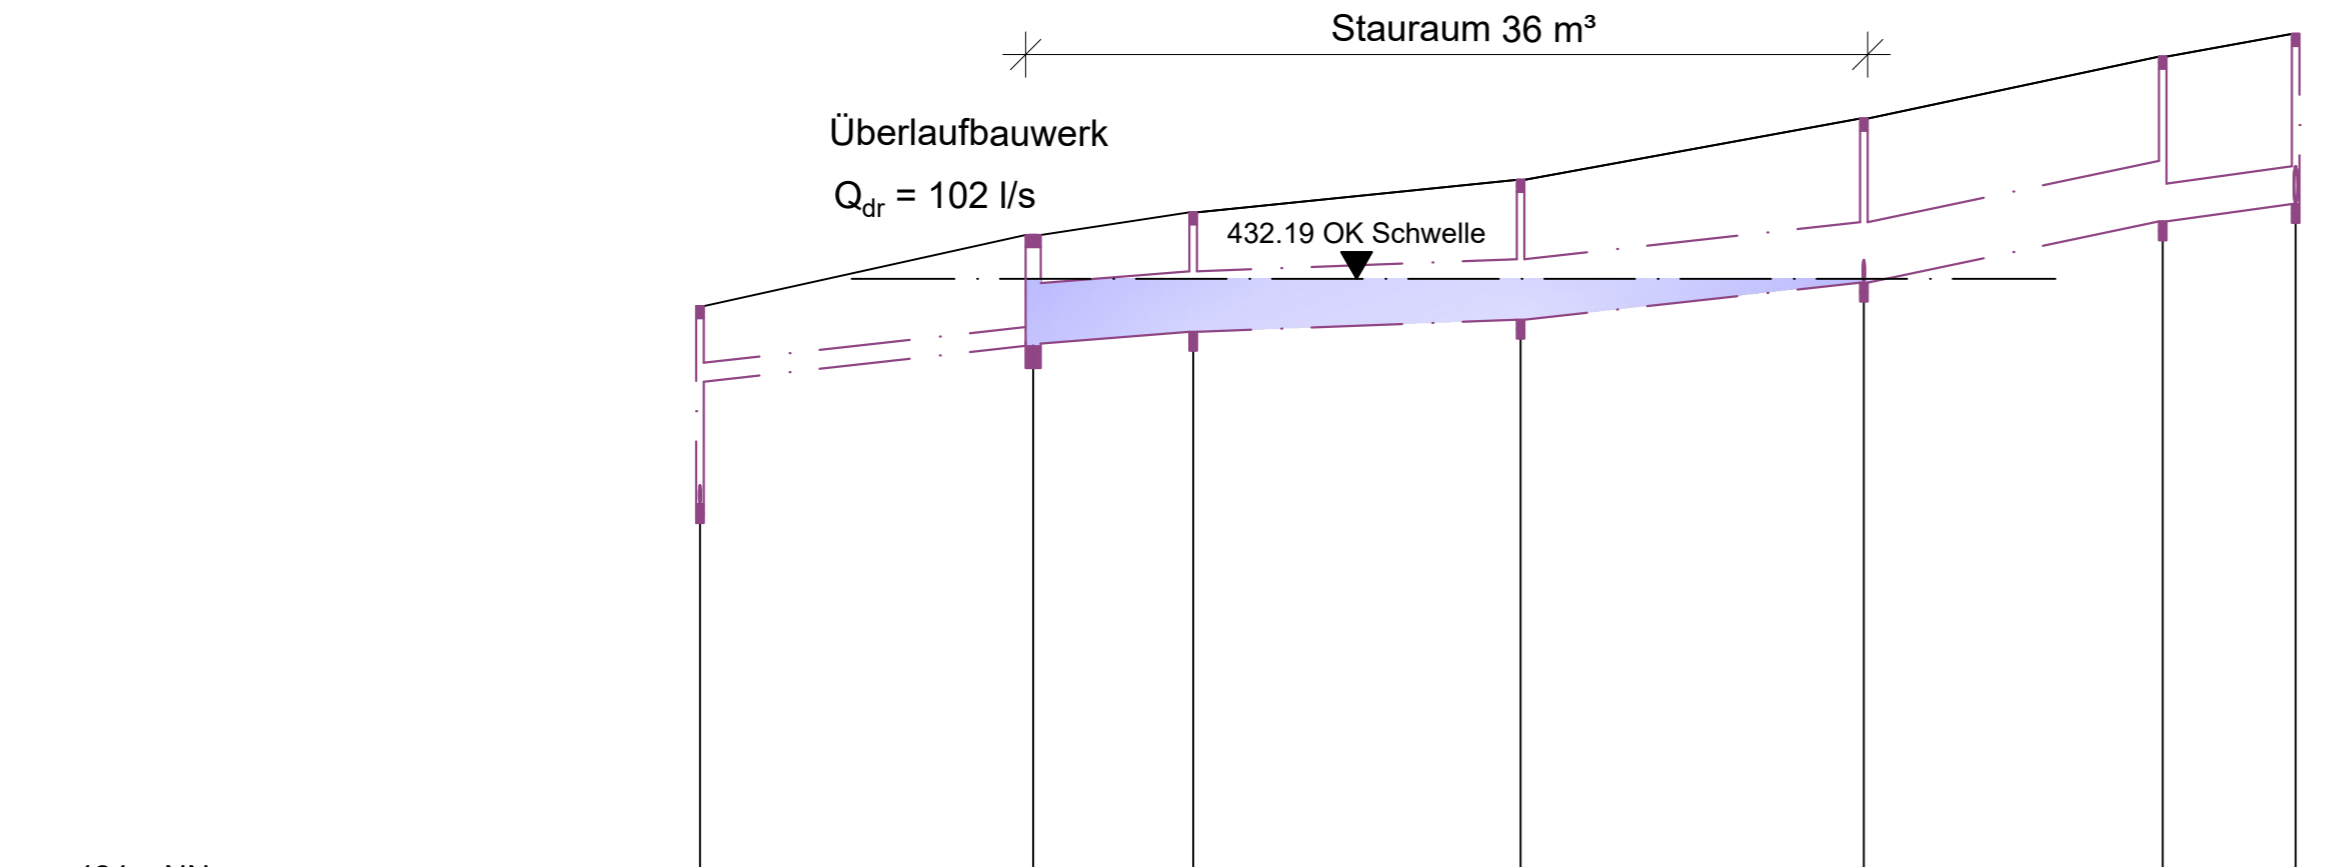 Stauraum 36 m³
Überlaufbauwerk
Qdr = 102 l/s
432.19 OK Schwelle